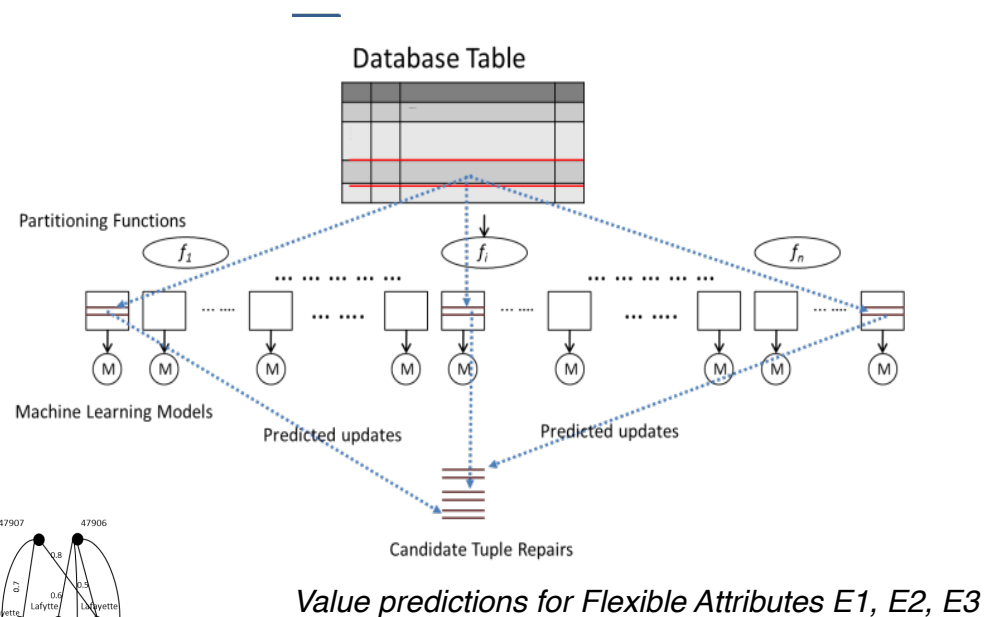 Database Table
Partitioning Functions
f1 fi fn
... ... ... ... ... ... ... ... ... ...
... .... ... .... ... .... ... .... ... ....
M M M M M M M M M
Machine Learning Models
Predicted updates Predicted updates
Candidate Tuple Repairs
47907 47906
0.8
0.7 0.5
0.6
Lafytte Lafayette
Value predictions for Flexible Attributes E1, E2, E3